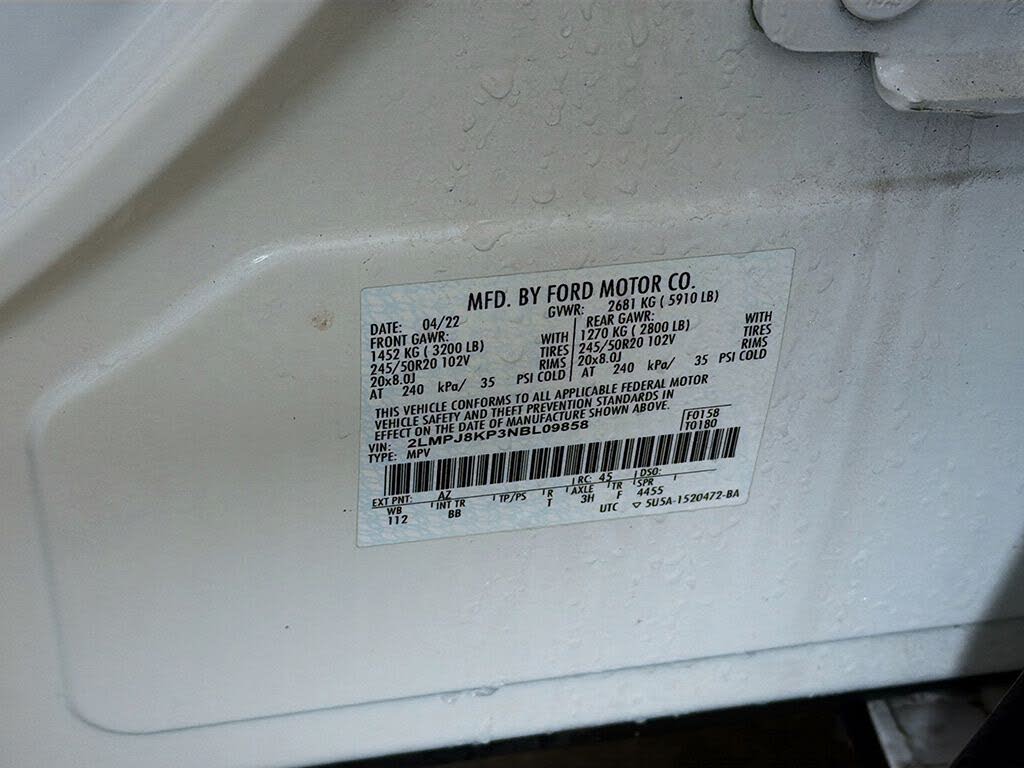 MFD. BY FORD MOTOR CO.
DATE: 04/22 GVWR: 2681 KG ( 5910 LB)
FRONT GAWR: WITH
1452 KG ( 3200 LB) TIRES
245/50R20 102V RIMS
20x8.0J
AT 240 kPa/ 35 PSI COLD
REAR GAWR: WITH
1270 KG ( 2800 LB) TIRES
245/50R20 102V RIMS
20x8.0J
AT 240 kPa/ 35 PSI COLD
THIS VEHICLE CONFORMS TO ALL APPLICABLE FEDERAL MOTOR
VEHICLE SAFETY AND THEFT PREVENTION STANDARDS IN
EFFECT ON THE DATE OF MANUFACTURE SHOWN ABOVE.
VIN: 2LMPJ8KP3NBL09858
TYPE: MPV
F0158
T0180
EXT PNT: AZ RC: 45 DSO:
WB INT TR TP/PS R AXLE TR SPR
112 BB T 3H F 4455
UTC ▽ 5U5A-1520472-BA